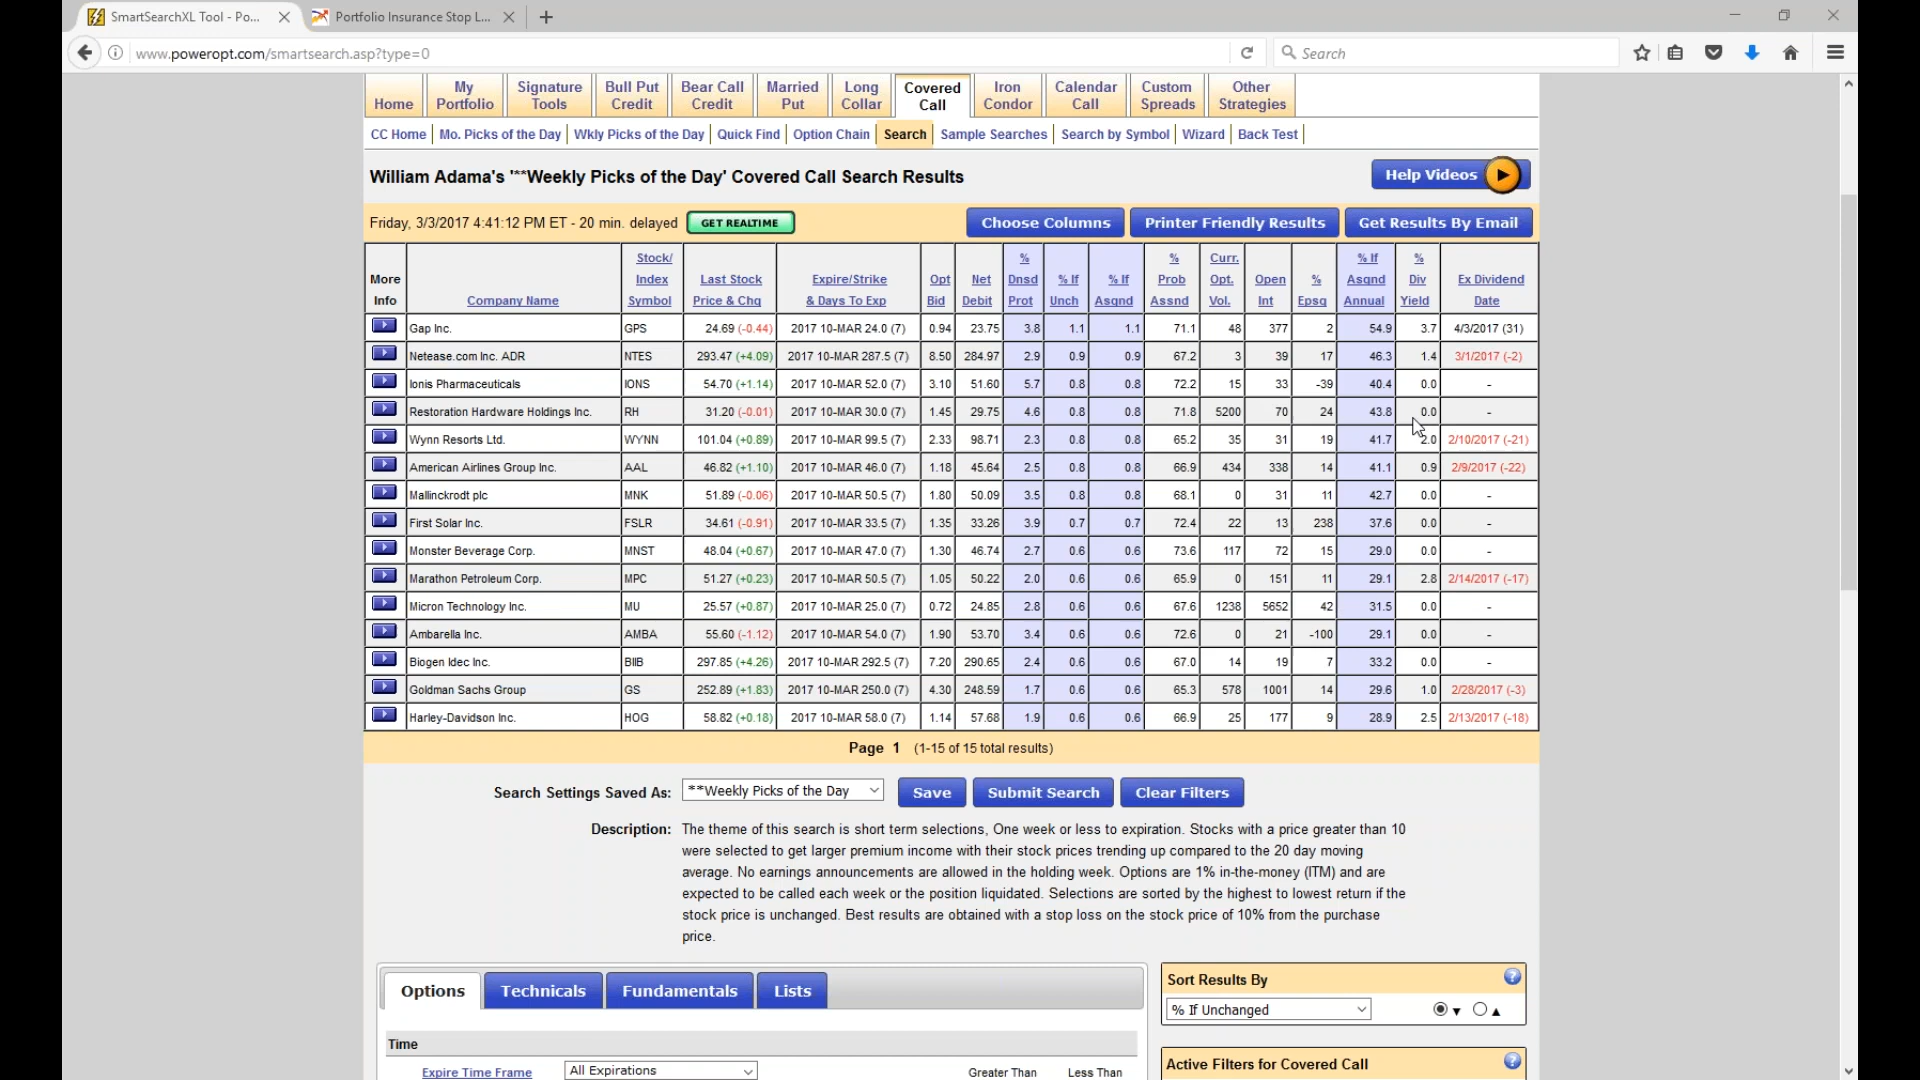 SmartSearchXL Tool - Po...
Portfolio Insurance Stop L...
www.poweropt.com/smartsearch.asp?type=0
Search
Home
My Portfolio
Signature Tools
Bull Put Credit
Bear Call Credit
Married Put
Long Collar
Covered Call
Iron Condor
Calendar Call
Custom Spreads
Other Strategies
CC Home Mo. Picks of the Day Wkly Picks of the Day Quick Find Option Chain Search Sample Searches Search by Symbol Wizard Back Test
William Adama's '**Weekly Picks of the Day' Covered Call Search Results
Help Videos
Friday, 3/3/2017 4:41:12 PM ET - 20 min. delayed GET REALTIME Choose Columns Printer Friendly Results Get Results By Email
More Info Company Name Stock/ Index Symbol Last Stock Price & Chg Expire/Strike & Days To Exp Opt Bid Net Debit % Dnsd Prot % If Unch % If Asgnd % Prob Assnd Curr. Opt. Vol. Open Int % Epsg % If Asgnd Annual % Div Yield Ex Dividend Date
Gap Inc. GPS 24.69 (-0.44) 2017 10-MAR 24.0 (7) 0.94 23.75 3.8 1.1 1.1 71.1 48 377 2 54.9 3.7 4/3/2017 (31)
Netease.com Inc. ADR NTES 293.47 (+4.09) 2017 10-MAR 287.5 (7) 8.50 284.97 2.9 0.9 0.9 67.2 3 39 17 46.3 1.4 3/1/2017 (-2)
Ionis Pharmaceuticals IONS 54.70 (+1.14) 2017 10-MAR 52.0 (7) 3.10 51.60 5.7 0.8 0.8 72.2 15 33 -39 40.4 0.0 -
Restoration Hardware Holdings Inc. RH 31.20 (-0.01) 2017 10-MAR 30.0 (7) 1.45 29.75 4.6 0.8 0.8 71.8 5200 70 24 43.8 0.0 -
Wynn Resorts Ltd. WYNN 101.04 (+0.89) 2017 10-MAR 99.5 (7) 2.33 98.71 2.3 0.8 0.8 65.2 35 31 19 41.7 2.0 2/10/2017 (-21)
American Airlines Group Inc. AAL 46.82 (+1.10) 2017 10-MAR 46.0 (7) 1.18 45.64 2.5 0.8 0.8 66.9 434 338 14 41.1 0.9 2/9/2017 (-22)
Mallinckrodt plc MNK 51.89 (-0.06) 2017 10-MAR 50.5 (7) 1.80 50.09 3.5 0.8 0.8 68.1 0 31 11 42.7 0.0 -
First Solar Inc. FSLR 34.61 (-0.91) 2017 10-MAR 33.5 (7) 1.35 33.26 3.9 0.7 0.7 72.4 22 13 238 37.6 0.0 -
Monster Beverage Corp. MNST 48.04 (+0.67) 2017 10-MAR 47.0 (7) 1.30 46.74 2.7 0.6 0.6 73.6 117 72 15 29.0 0.0 -
Marathon Petroleum Corp. MPC 51.27 (+0.23) 2017 10-MAR 50.5 (7) 1.05 50.22 2.0 0.6 0.6 65.9 0 151 11 29.1 2.8 2/14/2017 (-17)
Micron Technology Inc. MU 25.57 (+0.87) 2017 10-MAR 25.0 (7) 0.72 24.85 2.8 0.6 0.6 67.6 1238 5652 42 31.5 0.0 -
Ambarella Inc. AMBA 55.60 (-1.12) 2017 10-MAR 54.0 (7) 1.90 53.70 3.4 0.6 0.6 72.6 0 21 -100 29.1 0.0 -
Biogen Idec Inc. BIIB 297.85 (+4.26) 2017 10-MAR 292.5 (7) 7.20 290.65 2.4 0.6 0.6 67.0 14 19 7 33.2 0.0 -
Goldman Sachs Group GS 252.89 (+1.83) 2017 10-MAR 250.0 (7) 4.30 248.59 1.7 0.6 0.6 65.3 578 1001 14 29.6 1.0 2/28/2017 (-3)
Harley-Davidson Inc. HOG 58.82 (+0.18) 2017 10-MAR 58.0 (7) 1.14 57.68 1.9 0.6 0.6 66.9 25 177 9 28.9 2.5 2/13/2017 (-18)
Page 1 (1-15 of 15 total results)
Search Settings Saved As: **Weekly Picks of the Day Save Submit Search Clear Filters
Description: The theme of this search is short term selections, One week or less to expiration. Stocks with a price greater than 10
were selected to get larger premium income with their stock prices trending up compared to the 20 day moving
average. No earnings announcements are allowed in the holding week. Options are 1% in-the-money (ITM) and are
expected to be called each week or the position liquidated. Selections are sorted by the highest to lowest return if the
stock price is unchanged. Best results are obtained with a stop loss on the stock price of 10% from the purchase
price.
Options Technicals Fundamentals Lists
Sort Results By
% If Unchanged
Time
Expire Time Frame All Expirations Greater Than Less Than
Active Filters for Covered Call